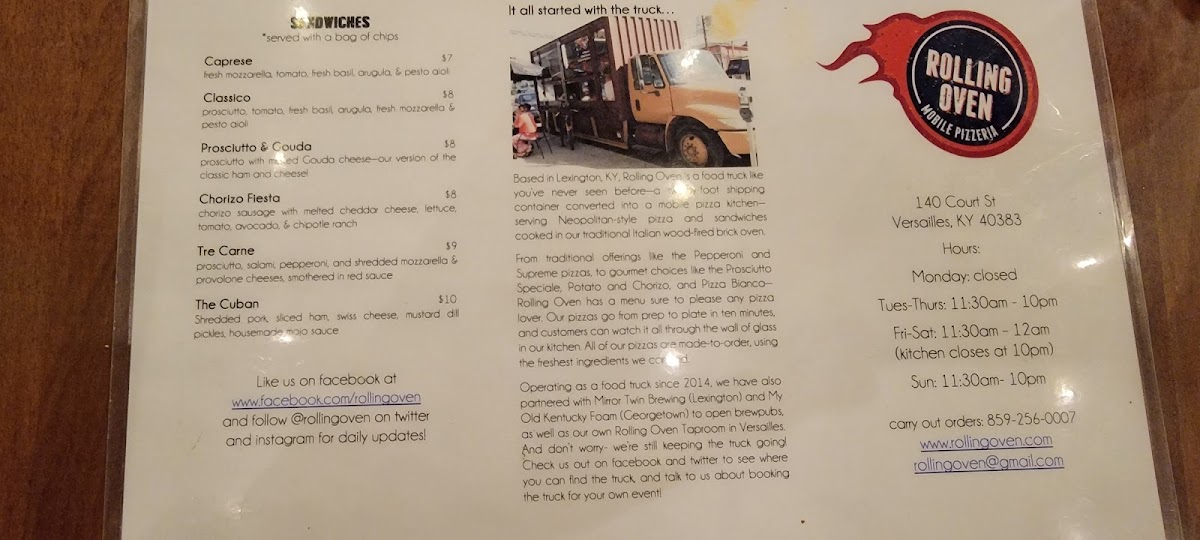 SANDWICHES
*served with a bag of chips
Caprese $7
fresh mozzarella, tomato, fresh basil, arugula, & pesto aioli
Classico $8
prosciutto, tomato, fresh basil, arugula, fresh mozzarella &
pesto aioli
Prosciutto & Gouda $8
prosciutto with melted Gouda cheese—our version of the
classic ham and cheese!
Chorizo Fiesta $8
chorizo sausage with melted cheddar cheese, lettuce,
tomato, avocado, & chipotle ranch
Tre Carne $9
prosciutto, salami, pepperoni, and shredded mozzarella &
provolone cheeses, smothered in red sauce
The Cuban $10
Shredded pork, sliced ham, swiss cheese, mustard dill
pickles, housemade mojo sauce
Like us on facebook at
www.facebook.com/rollingoven
and follow @rollingoven on twitter
and instagram for daily updates!
It all started with the truck...
Based in Lexington, KY, Rolling Oven is a food truck like
you've never seen before—a foot shipping
container converted into a mobile pizza kitchen—
serving Neopolitan-style pizza and sandwiches
cooked in our traditional Italian wood-fired brick oven.
From traditional offerings like the Pepperoni and
Supreme pizzas, to gourmet choices like the Prosciutto
Speciale, Potato and Chorizo, and Pizza Bianco—
Rolling Oven has a menu sure to please any pizza
lover. Our pizzas go from prep to plate in ten minutes,
and customers can watch it all through the wall of glass
in our kitchen. All of our pizzas are made-to-order, using
the freshest ingredients we can
Operating as a food truck since 2014, we have also
partnered with Mirror Twin Brewing (Lexington) and My
Old Kentucky Foam (Georgetown) to open brewpubs,
as well as our own Rolling Oven Taproom in Versailles.
And don't worry- we're still keeping the truck going!
Check us out on facebook and twitter to see where
you can find the truck, and talk to us about booking
the truck for your own event!
ROLLING
OVEN
MOBILE PIZZERIA
140 Court St
Versailles, KY 40383
Hours:
Monday: closed
Tues-Thurs: 11:30am - 10pm
Fri-Sat: 11:30am - 12am
(kitchen closes at 10pm)
Sun: 11:30am- 10pm
carry out orders: 859-256-0007
www.rollingoven.com
rollingoven@gmail.com